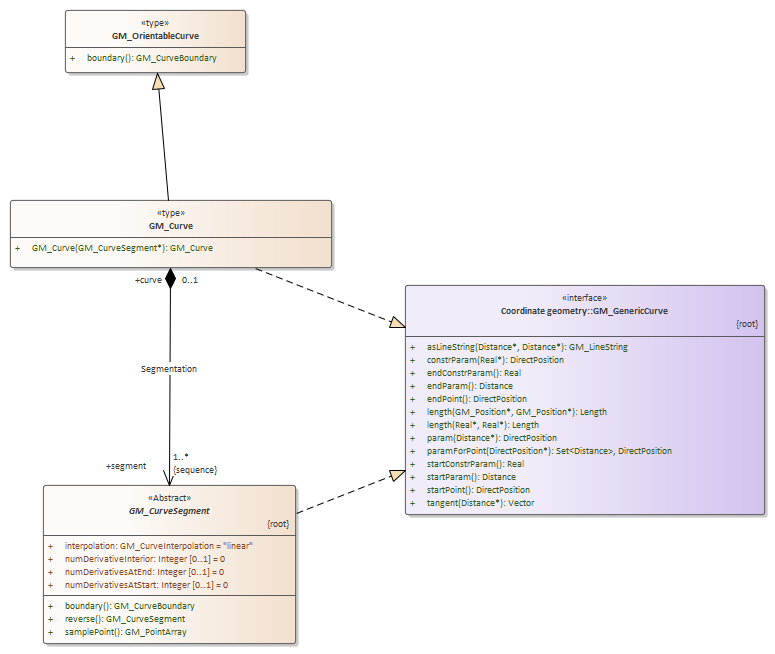 «type»
GM_OrientableCurve
+ boundary(): GM_CurveBoundary
«type»
GM_Curve
+ GM_Curve(GM_CurveSegment*): GM_Curve
+curve 0..1
Segmentation
+segment 1..*
{sequence}
«interface»
Coordinate geometry::GM_GenericCurve
{root}
+ asLineString(Distance*, Distance*): GM_LineString
+ constrParam(Real*): DirectPosition
+ endConstrParam(): Real
+ endParam(): Distance
+ endPoint(): DirectPosition
+ length(GM_Position*, GM_Position*): Length
+ length(Real*, Real*): Length
+ param(Distance*): DirectPosition
+ paramForPoint(DirectPosition*): Set<Distance>, DirectPosition
+ startConstrParam(): Real
+ startParam(): Distance
+ startPoint(): DirectPosition
+ tangent(Distance*): Vector
«Abstract»
GM_CurveSegment
{root}
+ interpolation: GM_CurveInterpolation = "linear"
+ numDerivativeInterior: Integer [0..1] = 0
+ numDerivativesAtEnd: Integer [0..1] = 0
+ numDerivativesAtStart: Integer [0..1] = 0
+ boundary(): GM_CurveBoundary
+ reverse(): GM_CurveSegment
+ samplePoint(): GM_PointArray